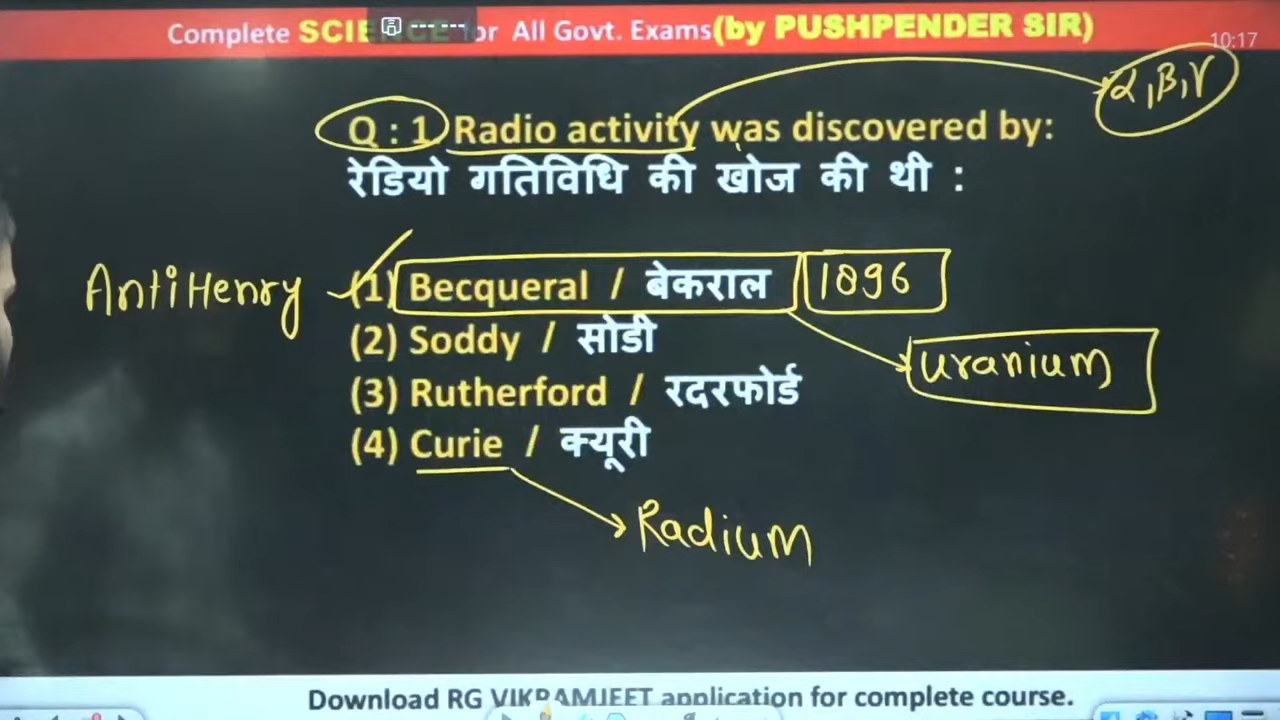 Complete SCIENCE for All Govt. Exams(by PUSHPENDER SIR)
10:17
α, β, γ
Q : 1 Radio activity was discovered by:
रेडियो गतिविधि की खोज की थी :
AntiHenry (1) Becqueral / बेकराल 1896
(2) Soddy / सोडी
uranium
(3) Rutherford / रदरफोर्ड
(4) Curie / क्यूरी
Radium
Download RG VIKRAMJEET application for complete course.